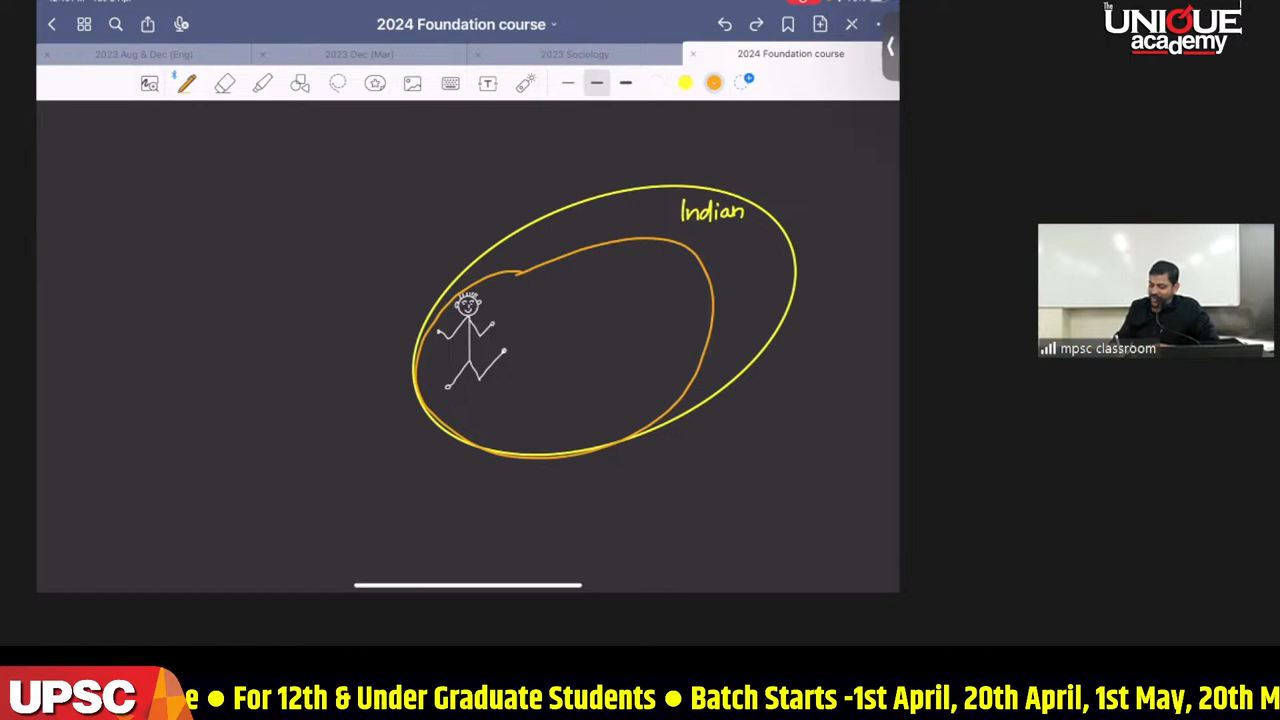 2024 Foundation course
The
UNIQUE
academy
2023 Aug & Dec (Eng)
2023 Dec (Mar)
2023 Sociology
2024 Foundation course
T
Indian
mpsc classroom
UPSC
e ● For 12th & Under Graduate Students ● Batch Starts -1st April, 20th April, 1st May, 20th M